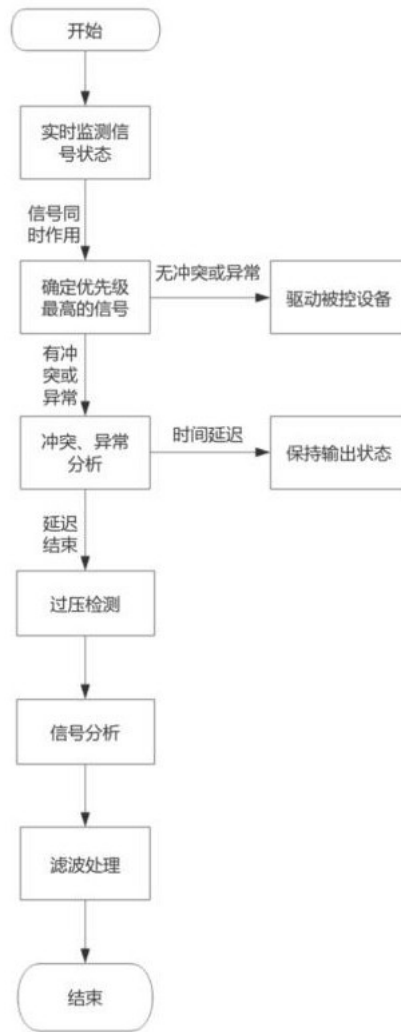 开始
实时监测信
号状态
信号同
时作用
确定优先级
最高的信号
无冲突或异常
驱动被控设备
有冲
突或
异常
冲突、异常
分析
时间延迟
保持输出状态
延迟
结束
过压检测
信号分析
滤波处理
结束